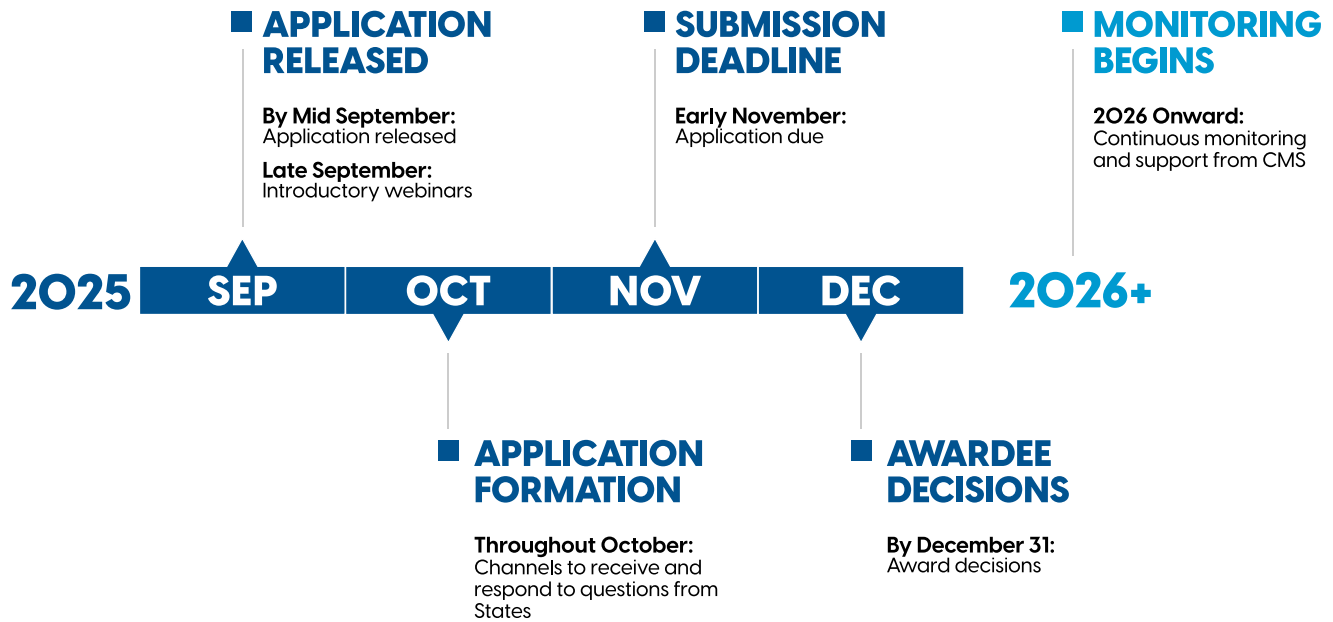 APPLICATION
RELEASED
By Mid September:
Application released
Late September:
Introductory webinars
SUBMISSION
DEADLINE
Early November:
Application due
MONITORING
BEGINS
2026 Onward:
Continuous monitoring
and support from CMS
2025
SEP
OCT
NOV
DEC
2026+
APPLICATION
FORMATION
Throughout October:
Channels to receive and
respond to questions from
States
AWARDEE
DECISIONS
By December 31:
Award decisions